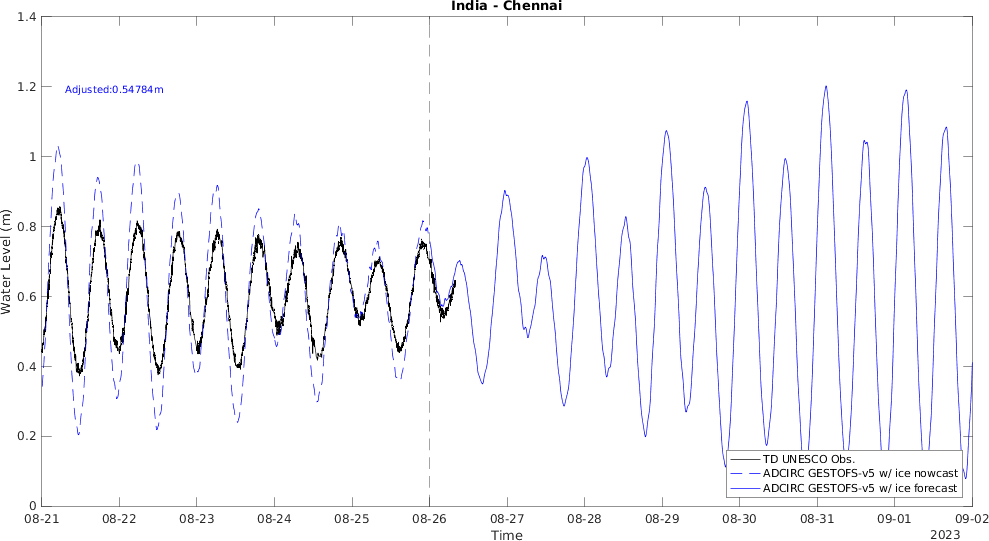 India - Chennai
Water Level (m)
1.4
1.2
1
0.8
0.6
0.4
0.2
0
Adjusted:0.54784m
TD UNESCO Obs.
ADCIRC GESTOFS-v5 w/ ice nowcast
ADCIRC GESTOFS-v5 w/ ice forecast
08-21 08-22 08-23 08-24 08-25 08-26 08-27 08-28 08-29 08-30 08-31 09-01 09-02
Time
2023